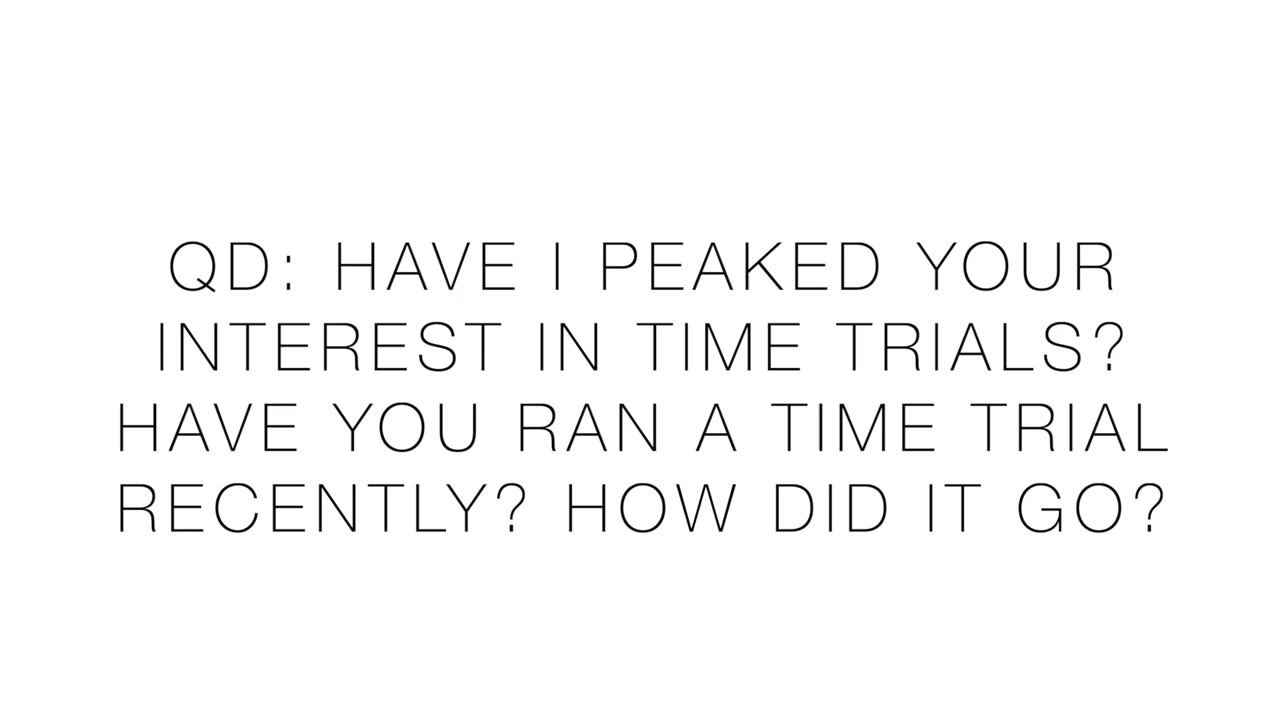 QD: HAVE I PEAKED YOUR
INTEREST IN TIME TRIALS?
HAVE YOU RAN A TIME TRIAL
RECENTLY? HOW DID IT GO?